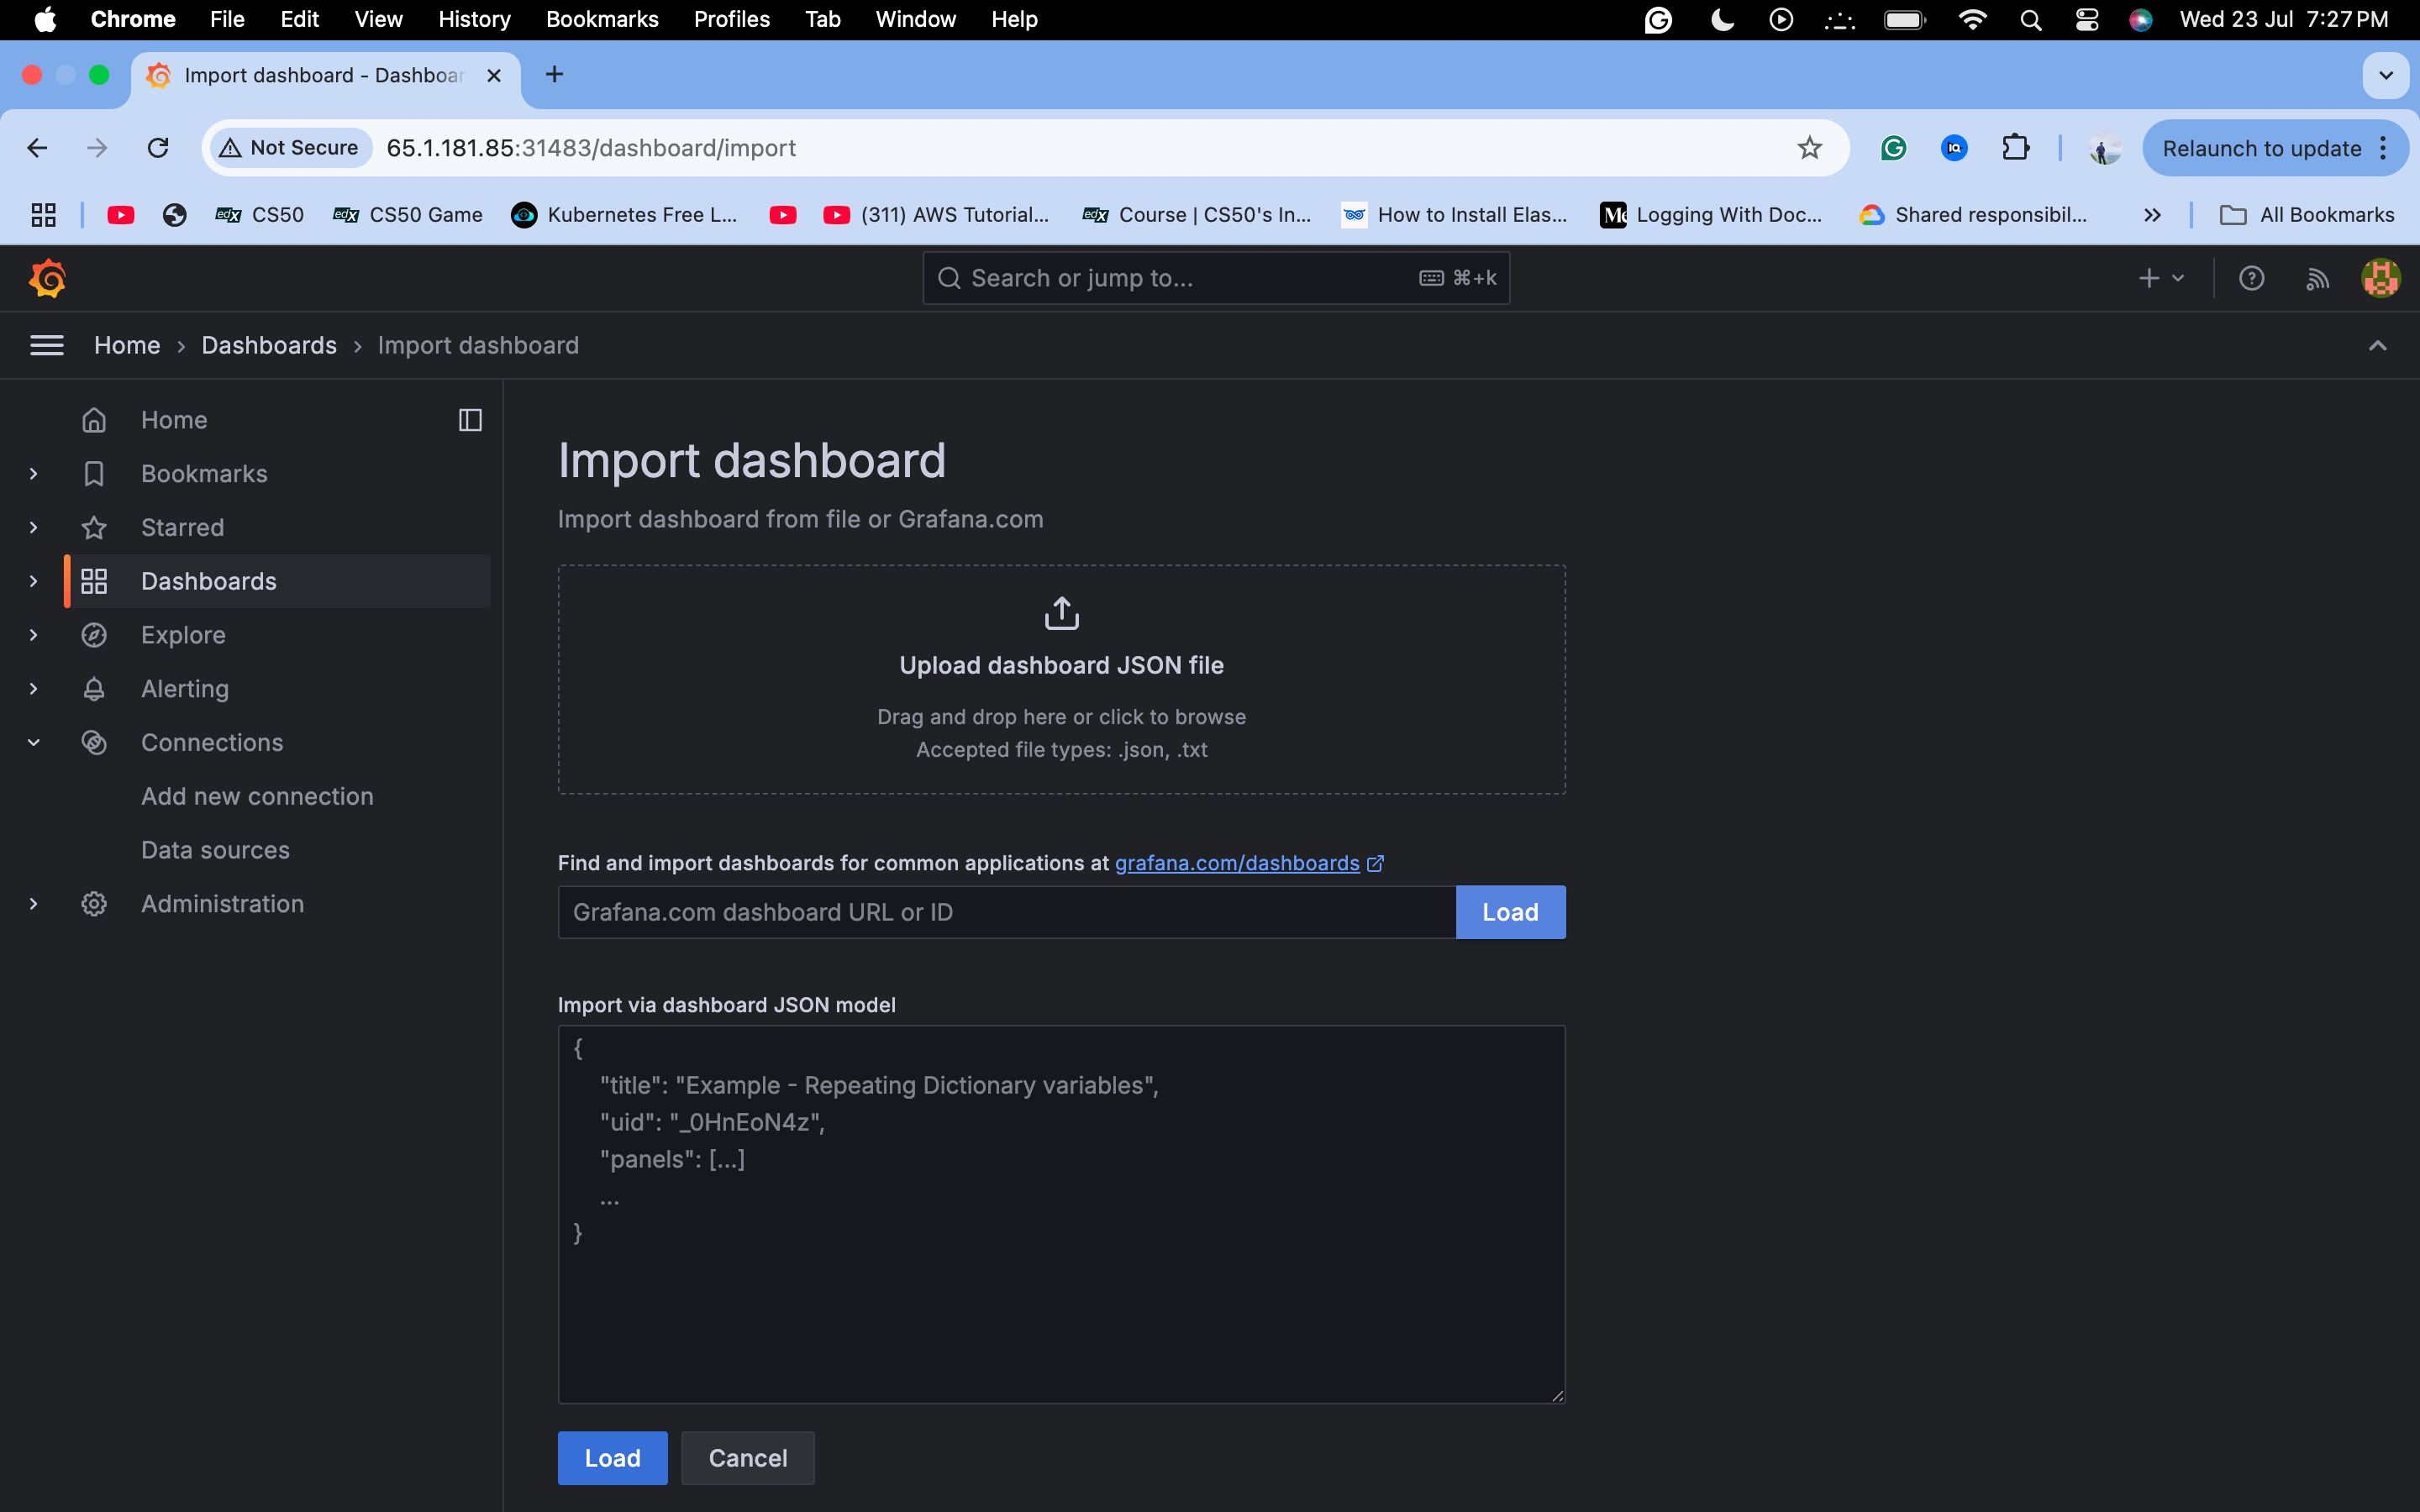 Chrome File Edit View History Bookmarks Profiles Tab Window Help
Wed 23 Jul 7:27 PM
Import dashboard - Dashboar
Not Secure 65.1.181.85:31483/dashboard/import
Relaunch to update
CS50 CS50 Game Kubernetes Free L... (311) AWS Tutorial... Course | CS50's In... How to Install Elas... Logging With Doc... Shared responsibil... All Bookmarks
Search or jump to... ⌘+k
Home › Dashboards › Import dashboard
Home
Bookmarks
Starred
Dashboards
Explore
Alerting
Connections
Add new connection
Data sources
Administration
Import dashboard
Import dashboard from file or Grafana.com
Upload dashboard JSON file
Drag and drop here or click to browse
Accepted file types: .json, .txt
Find and import dashboards for common applications at grafana.com/dashboards
Grafana.com dashboard URL or ID
Load
Import via dashboard JSON model
{
"title": "Example - Repeating Dictionary variables",
"uid": "_0HnEoN4z",
"panels": [...]
...
}
Load
Cancel